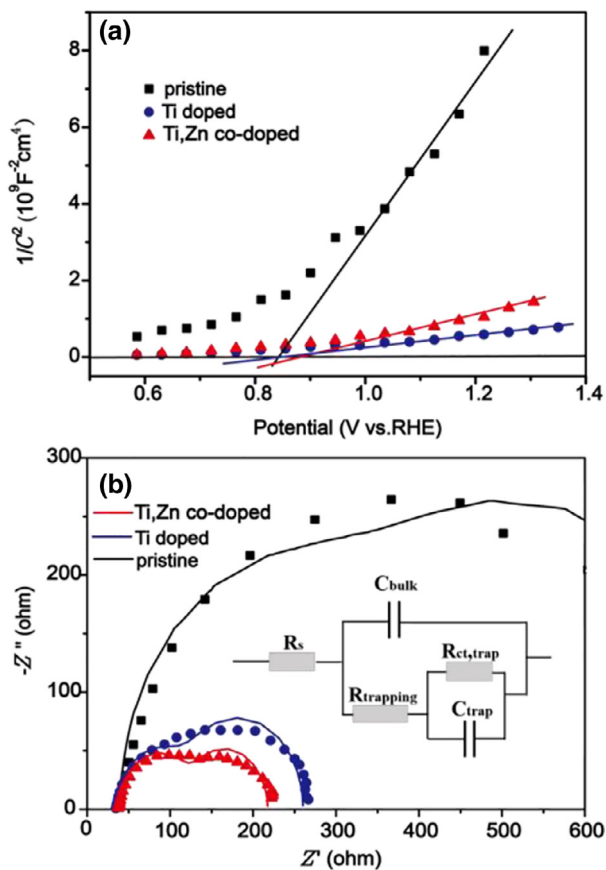 (a)
8
6
4
2
0
1/C² (10⁹F⁻²cm⁴)
pristine
Ti doped
Ti,Zn co-doped
0.6 0.8 1.0 1.2 1.4
Potential (V vs.RHE)
(b)
300
200
100
0
-Z'' (ohm)
Ti,Zn co-doped
Ti doped
pristine
Cbulk
Rs
Rct,trap
Rtrapping
Ctrap
0 100 200 300 400 500 600
Z' (ohm)